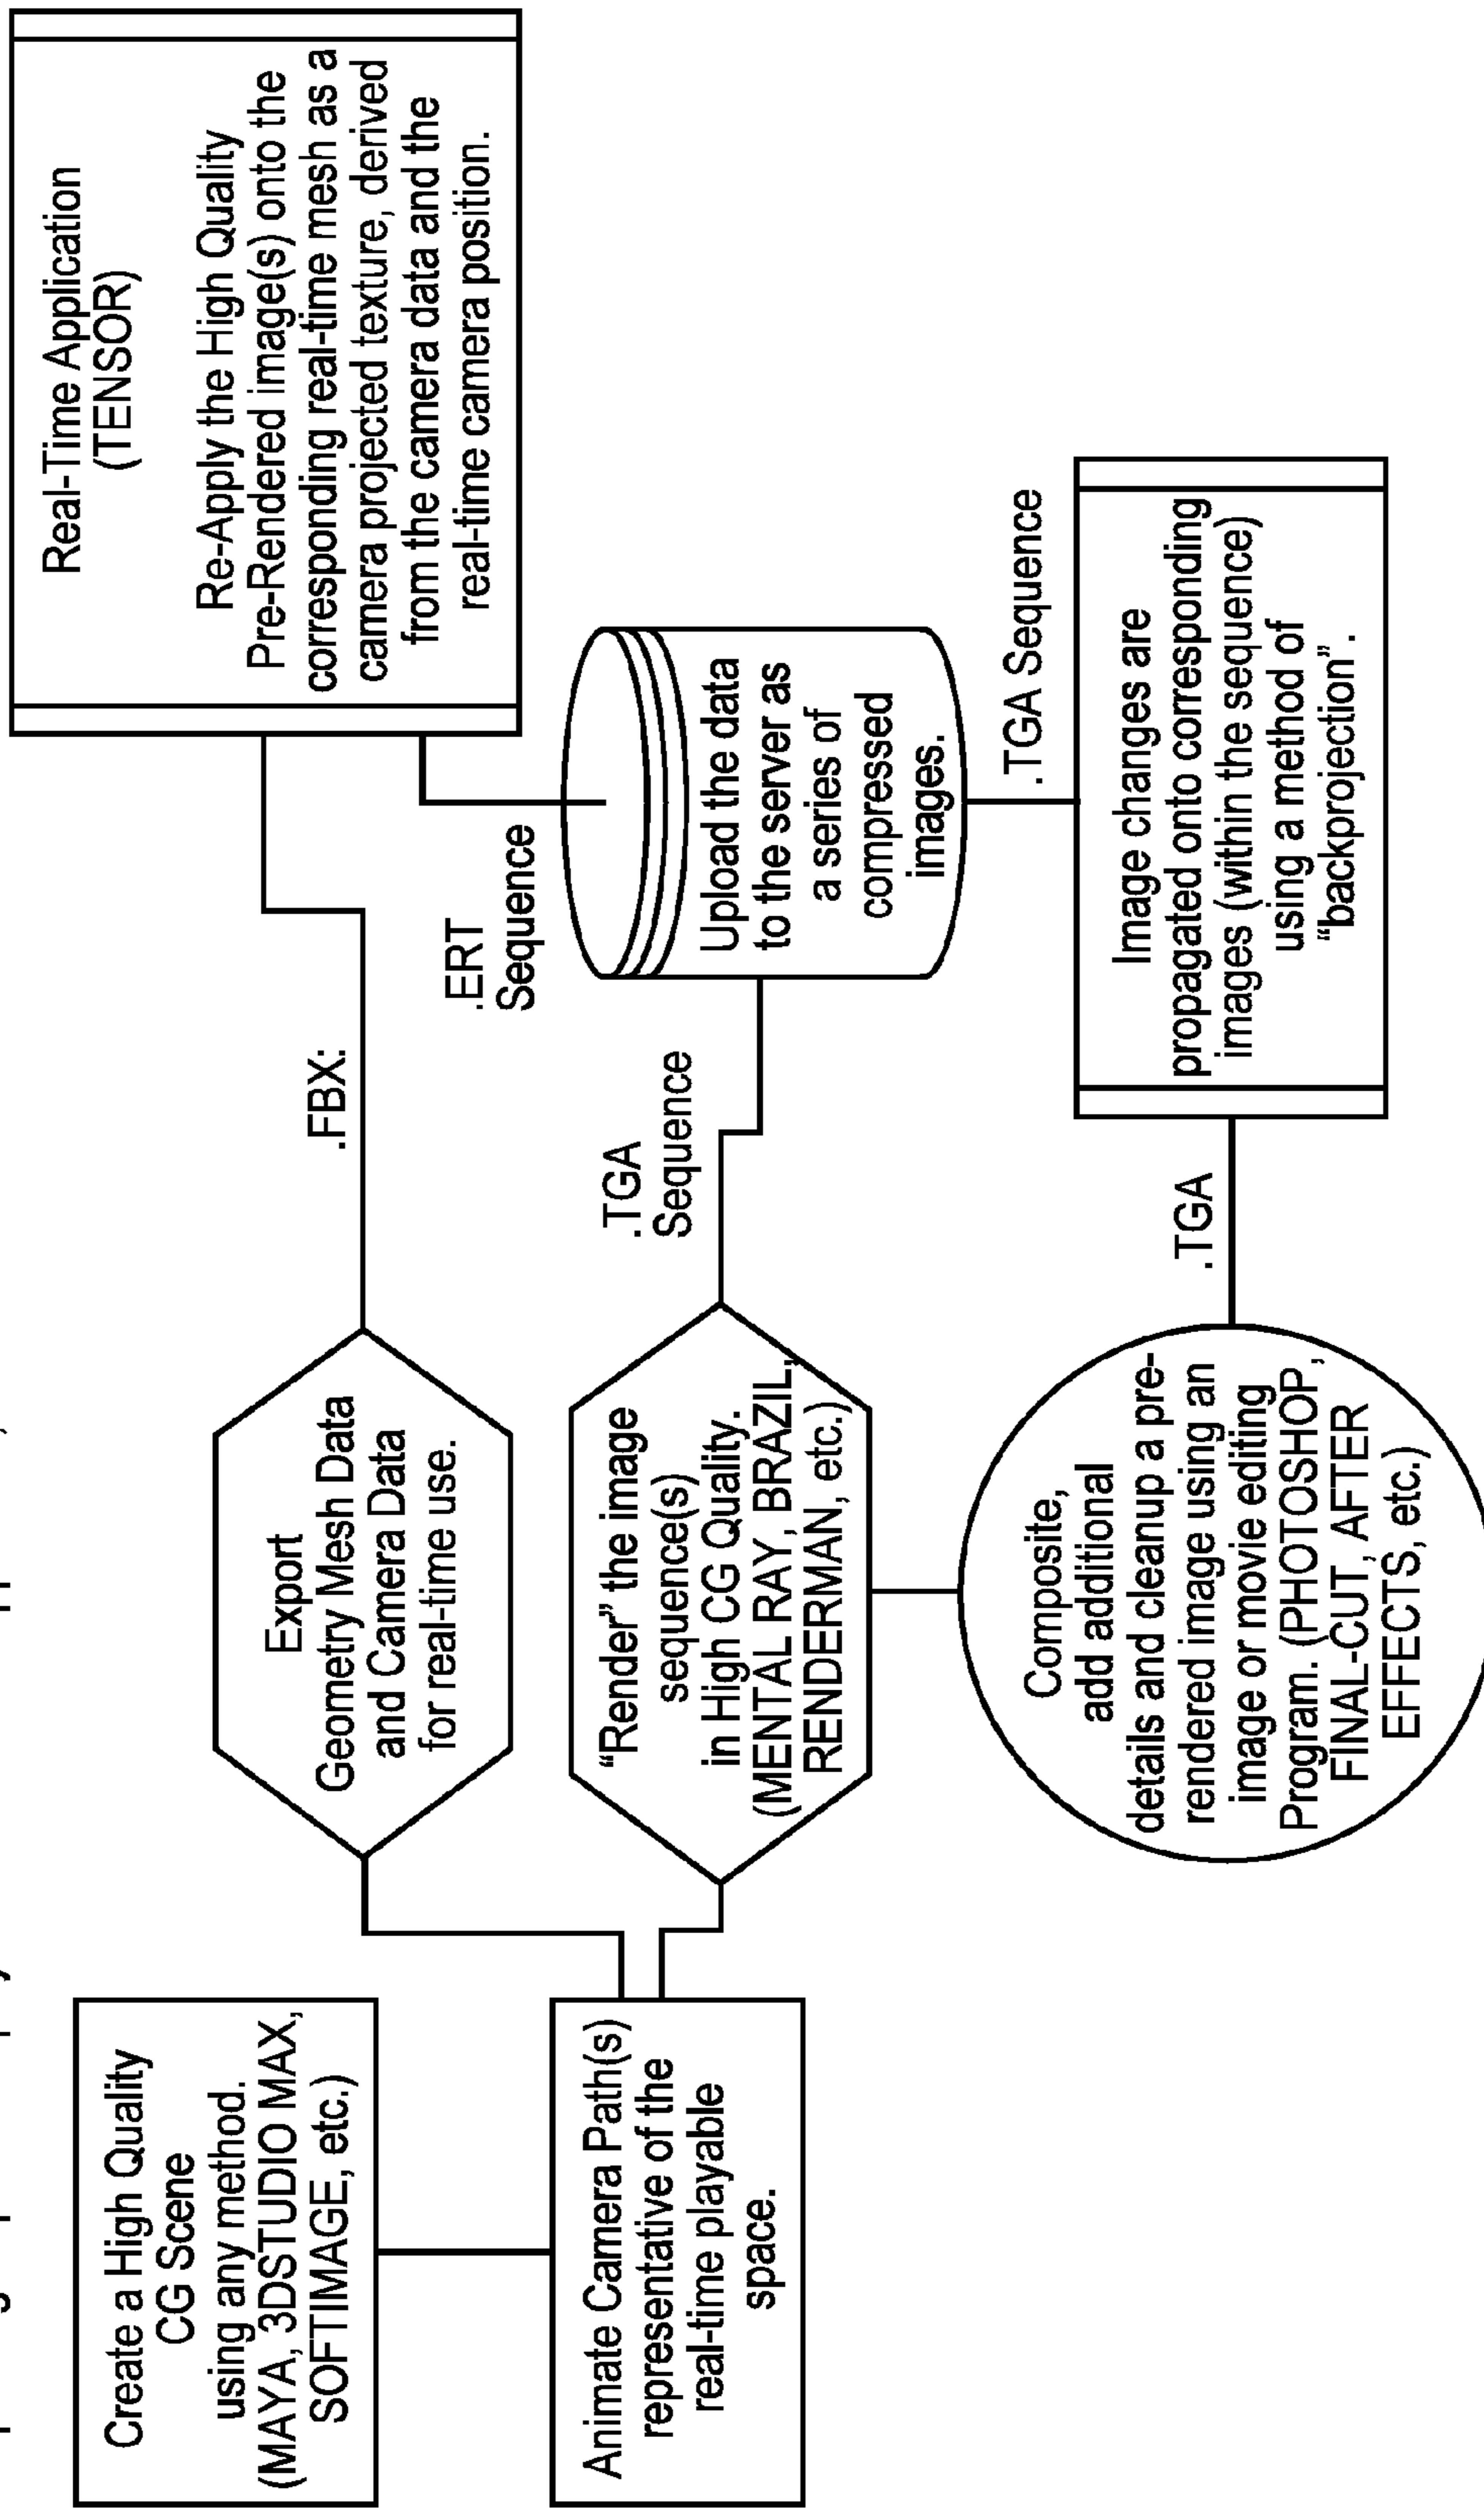 Create a High Quality
CG Scene
using any method.
(MAYA, 3DSTUDIO MAX,
SOFTIMAGE, etc.)
Animate Camera Path(s)
representative of the
real-time playable
space.
Export
Geometry Mesh Data
and Camera Data
for real-time use.
“Render” the image
sequence(s)
in High CG Quality.
(MENTAL RAY, BRAZIL,
RENDERMAN, etc.)
Composite,
add additional
details and cleanup a pre-
rendered image using an
image or movie editing
Program. (PHOTOSHOP ,
FINAL-CUT, AFTER
EFFECTS, etc.)
.FBX:
.TGA
Sequence
.TGA
.ERT
Sequence
Upload the data
to the server as
a series of
compressed
images.
.TGA Sequence
Image changes are
propagated onto corresponding
images (within the sequence)
using a method of
“backprojection”.
Real-Time Application
(TENSOR)
Re-Apply the High Quality
Pre-Rendered image(s) onto the
corresponding real-time mesh as a
camera projected texture, derived
from the camera data and the
real-time camera position.